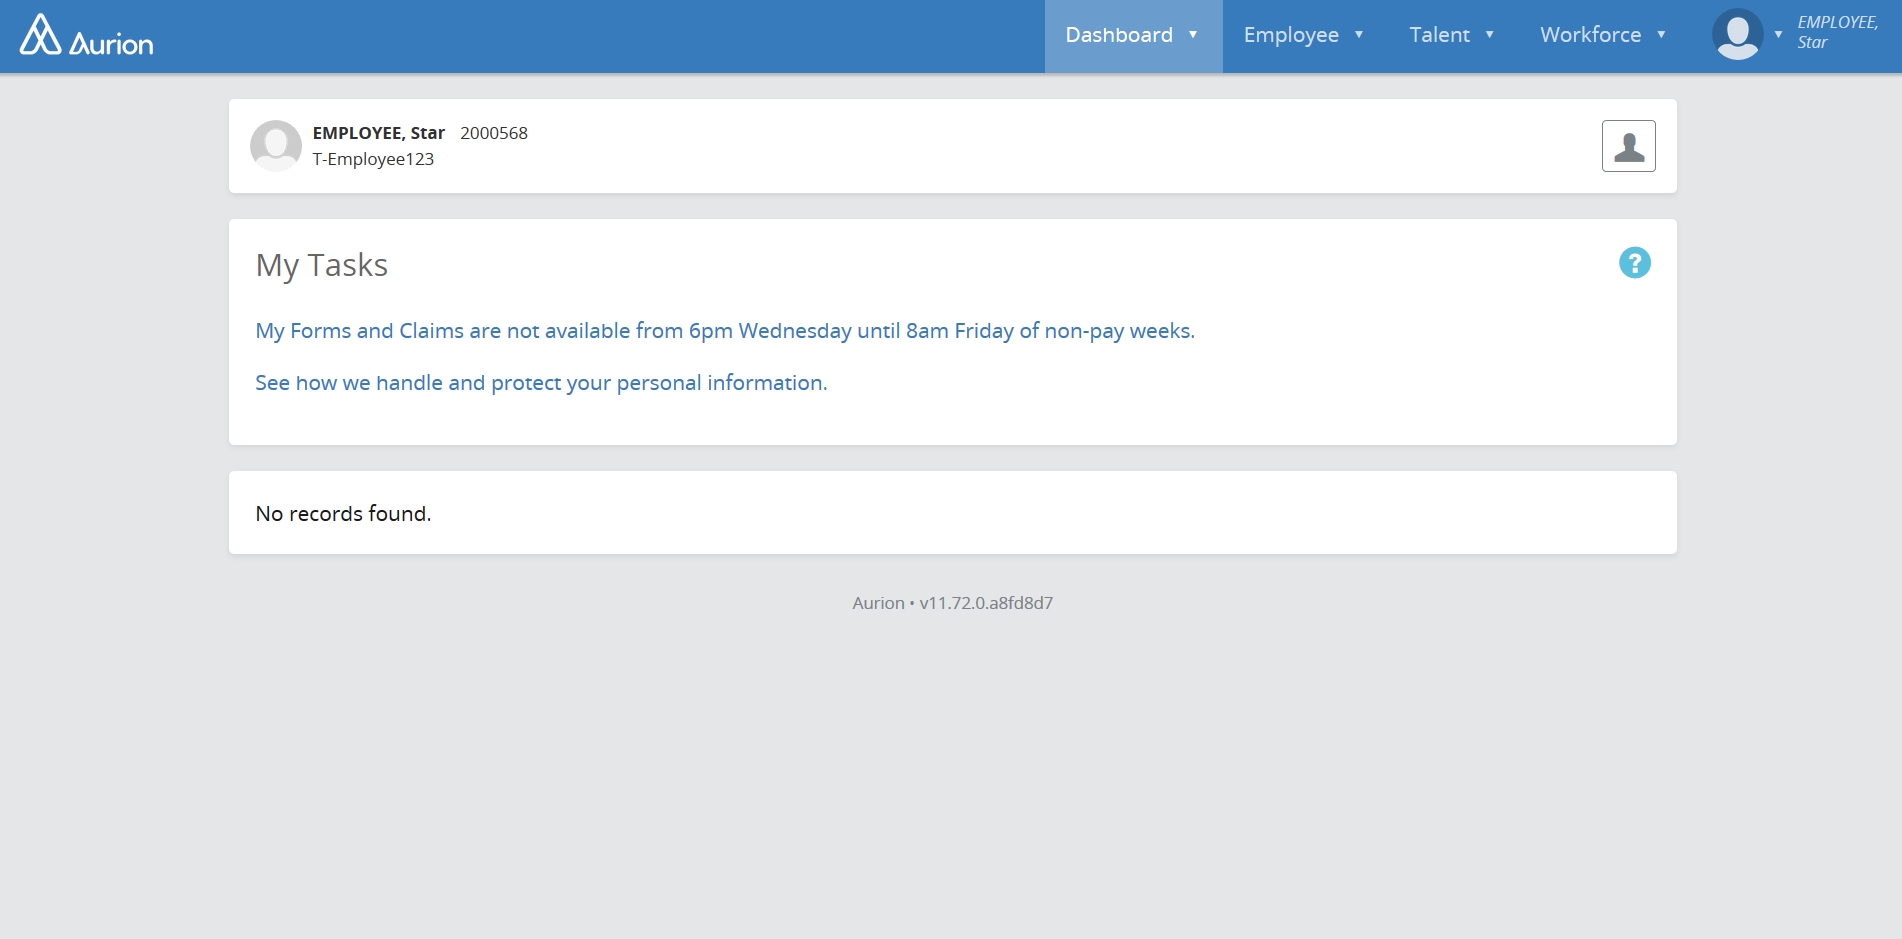 Aurion
Dashboard Employee Talent Workforce
EMPLOYEE,
Star
EMPLOYEE, Star 2000568
T-Employee123
My Tasks
?
My Forms and Claims are not available from 6pm Wednesday until 8am Friday of non-pay weeks.
See how we handle and protect your personal information.
No records found.
Aurion • v11.72.0.a8fd8d7